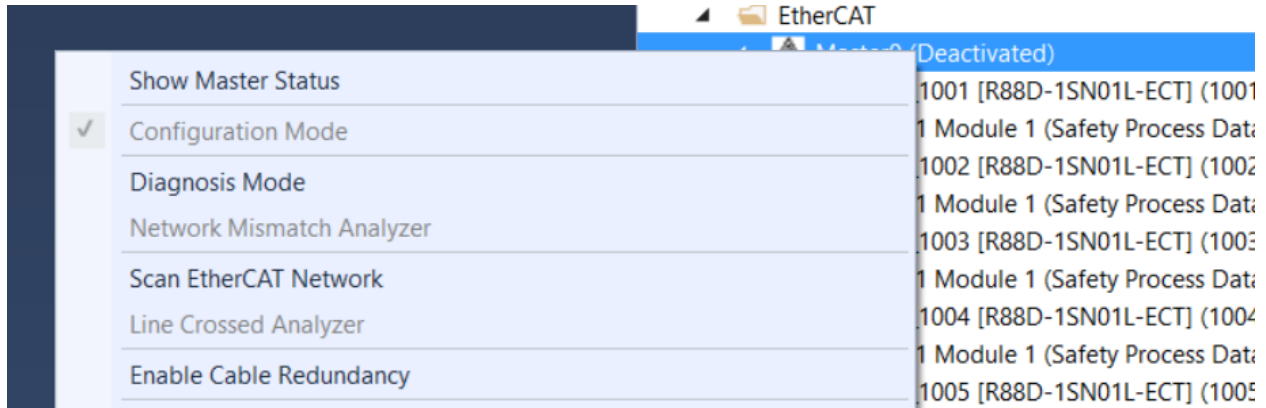 EtherCAT
Master0 (Deactivated)
Show Master Status
Configuration Mode
Diagnosis Mode
Network Mismatch Analyzer
Scan EtherCAT Network
Line Crossed Analyzer
Enable Cable Redundancy
1001 [R88D-1SN01L-ECT] (1001
1 Module 1 (Safety Process Data
1002 [R88D-1SN01L-ECT] (1002
1 Module 1 (Safety Process Data
1003 [R88D-1SN01L-ECT] (1003
1 Module 1 (Safety Process Data
1004 [R88D-1SN01L-ECT] (1004
1 Module 1 (Safety Process Data
1005 [R88D-1SN01L-ECT] (1005